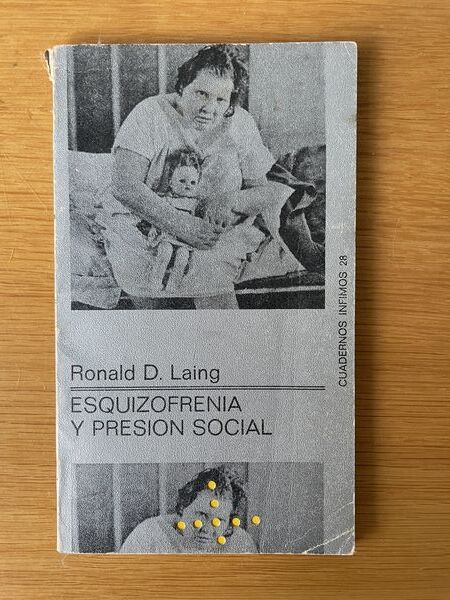 Ronald D. Laing
ESQUIZOFRENIA
Y PRESION SOCIAL
CUADERNOS INFIMOS 28